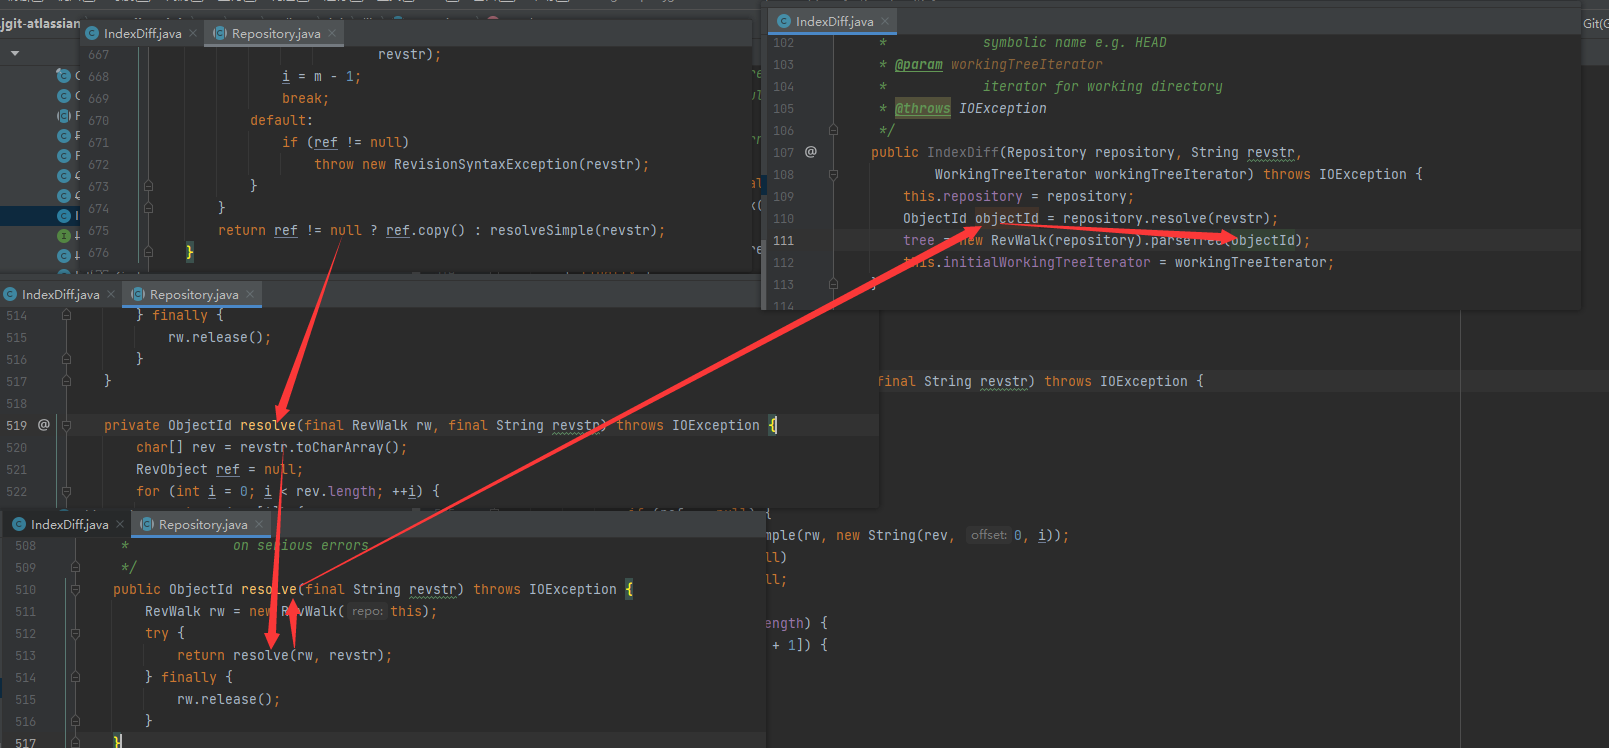 jgit-atlassian
IndexDiff.java
Repository.java
667 revstr);
668 i = m - 1;
669 break;
670 default:
671 if (ref != null)
672 throw new RevisionSyntaxException(revstr);
673 }
674 }
675 return ref != null ? ref.copy() : resolveSimple(revstr);
676 }
IndexDiff.java
Git(G
102 * symbolic name e.g. HEAD
103 * @param workingTreeIterator
104 * iterator for working directory
105 * @throws IOException
106 */
107 @ public IndexDiff(Repository repository, String revstr,
108 WorkingTreeIterator workingTreeIterator) throws IOException {
109 this.repository = repository;
110 ObjectId objectId = repository.resolve(revstr);
111 tree = new RevWalk(repository).parseTree(objectId);
112 this.initialWorkingTreeIterator = workingTreeIterator;
113 }
114
IndexDiff.java
Repository.java
514 } finally {
515 rw.release();
516 }
517 }
518
519 @ private ObjectId resolve(final RevWalk rw, final String revstr) throws IOException {
520 char[] rev = revstr.toCharArray();
521 RevObject ref = null;
522 for (int i = 0; i < rev.length; ++i) {
final String revstr) throws IOException {
IndexDiff.java
Repository.java
508 * on serious errors
509 */
510 public ObjectId resolve(final String revstr) throws IOException {
511 RevWalk rw = new RevWalk( repo: this);
512 try {
513 return resolve(rw, revstr);
514 } finally {
515 rw.release();
516 }
517 }
mple(rw, new String(rev, offset: 0, i));
ll)
ll;
ength) {
+ 1]) {